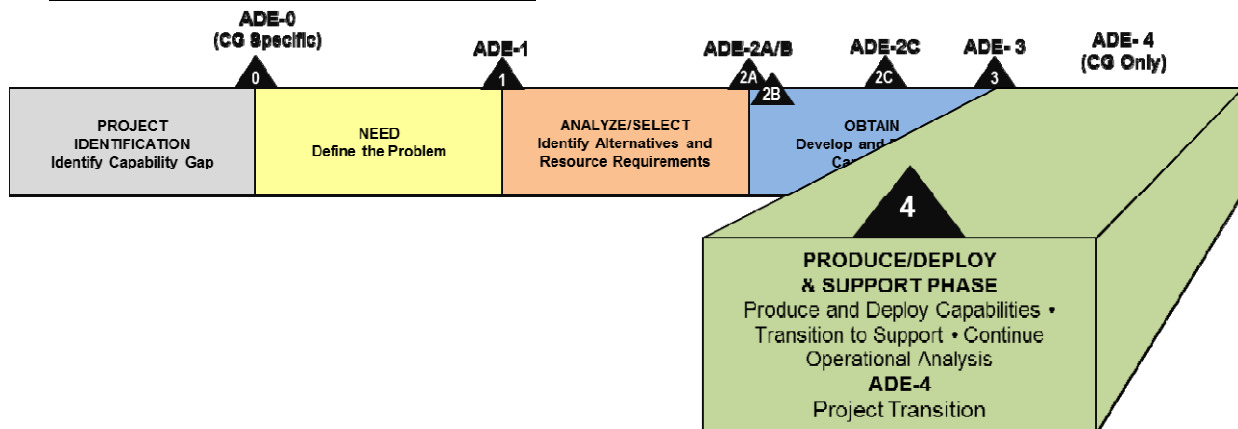 ADE-0
(CG Specific)
ADE-1
ADE-2A/B
ADE-2C
ADE- 3
ADE- 4
(CG Only)
0
1
2A
2B
2C
3
PROJECT
IDENTIFICATION
Identify Capability Gap
NEED
Define the Problem
ANALYZE/SELECT
Identify Alternatives and
Resource Requirements
OBTAIN
Develop and
4
PRODUCE/DEPLOY
& SUPPORT PHASE
Produce and Deploy Capabilities •
Transition to Support • Continue
Operational Analysis
ADE-4
Project Transition